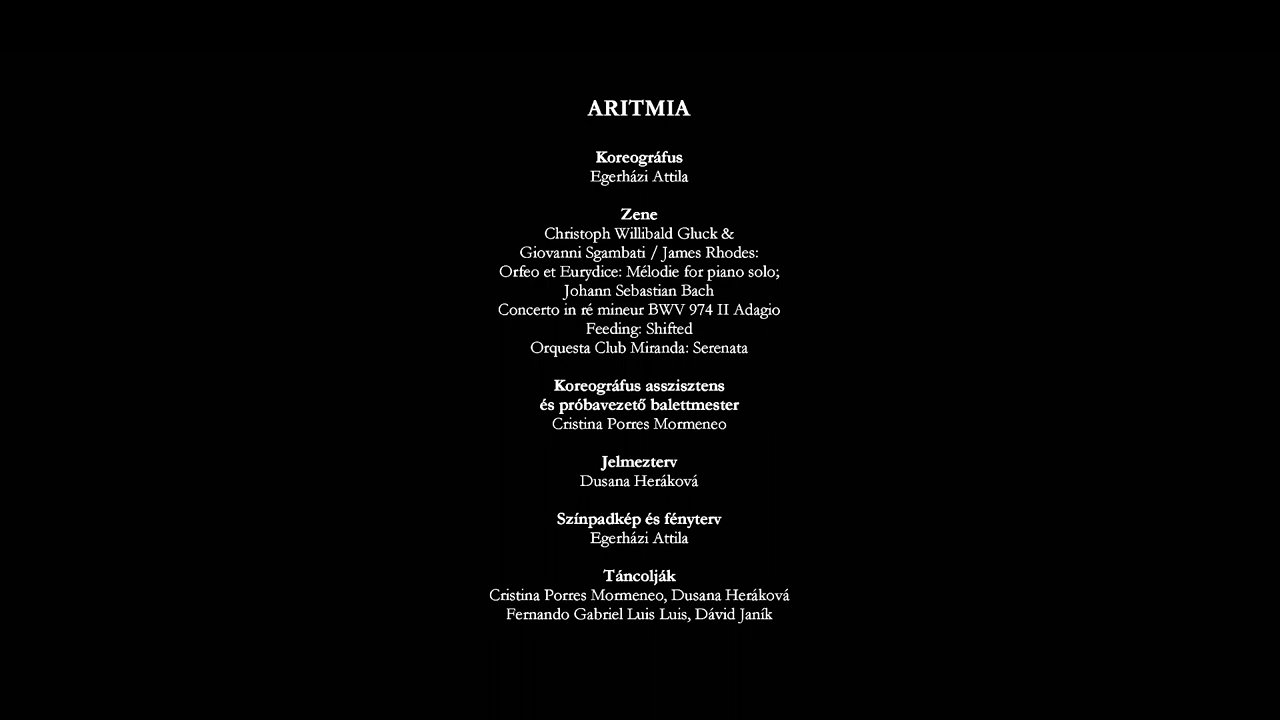 ARITMIA
Koreográfus
Egerházi Attila
Zene
Christoph Willibald Gluck &
Giovanni Sgambati / James Rhodes:
Orfeo et Eurydice: Mélodie for piano solo;
Johann Sebastian Bach
Concerto in ré mineur BWV 974 II Adagio
Feeding: Shifted
Orquesta Club Miranda: Serenata
Koreográfus asszisztens
és próbavezető balettmester
Cristina Porres Mormeneo
Jelmezterv
Dusana Heráková
Színpadkép és fényterv
Egerházi Attila
Táncolják
Cristina Porres Mormeneo, Dusana Heráková
Fernando Gabriel Luis Luis, Dávid Janík